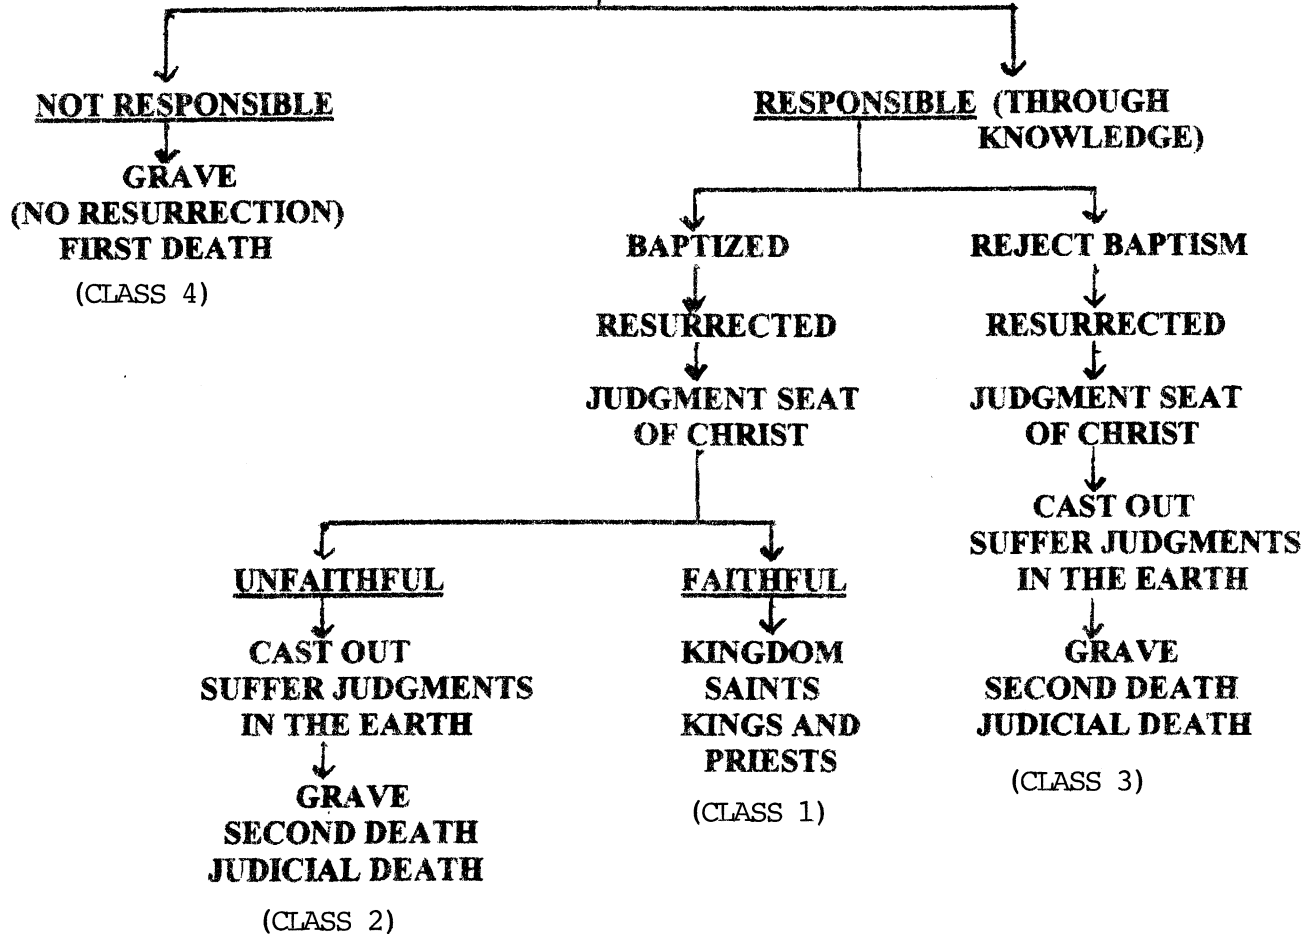 NOT RESPONSIBLE
GRAVE
(NO RESURRECTION)
FIRST DEATH
(CLASS 4)
RESPONSIBLE (THROUGH
KNOWLEDGE)
BAPTIZED
RESURRECTED
JUDGMENT SEAT
OF CHRIST
UNFAITHFUL
CAST OUT
SUFFER JUDGMENTS
IN THE EARTH
GRAVE
SECOND DEATH
JUDICIAL DEATH
(CLASS 2)
FAITHFUL
KINGDOM
SAINTS
KINGS AND
PRIESTS
(CLASS 1)
REJECT BAPTISM
RESURRECTED
JUDGMENT SEAT
OF CHRIST
CAST OUT
SUFFER JUDGMENTS
IN THE EARTH
GRAVE
SECOND DEATH
JUDICIAL DEATH
(CLASS 3)